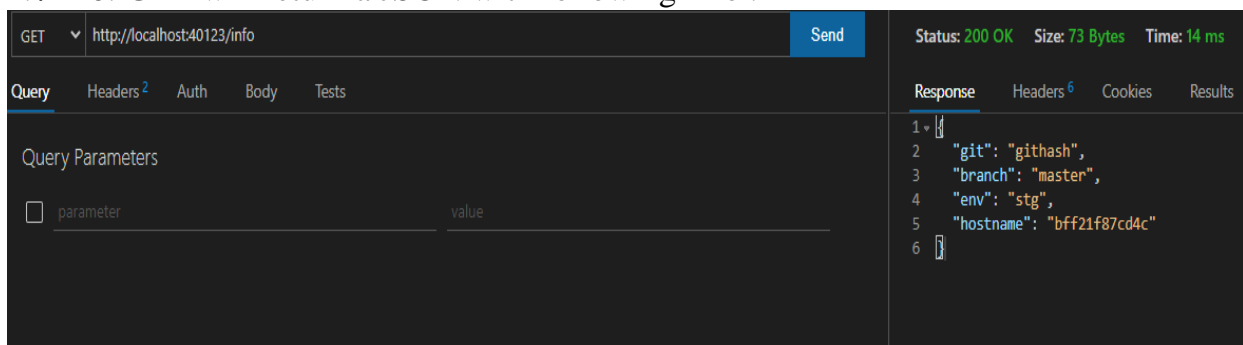 GET http://localhost:40123/info Send
Status: 200 OK Size: 73 Bytes Time: 14 ms
Query Headers 2 Auth Body Tests
Response Headers 6 Cookies Results
Query Parameters
parameter value
1 {
2 "git": "githash",
3 "branch": "master",
4 "env": "stg",
5 "hostname": "bff21f87cd4c"
6 }